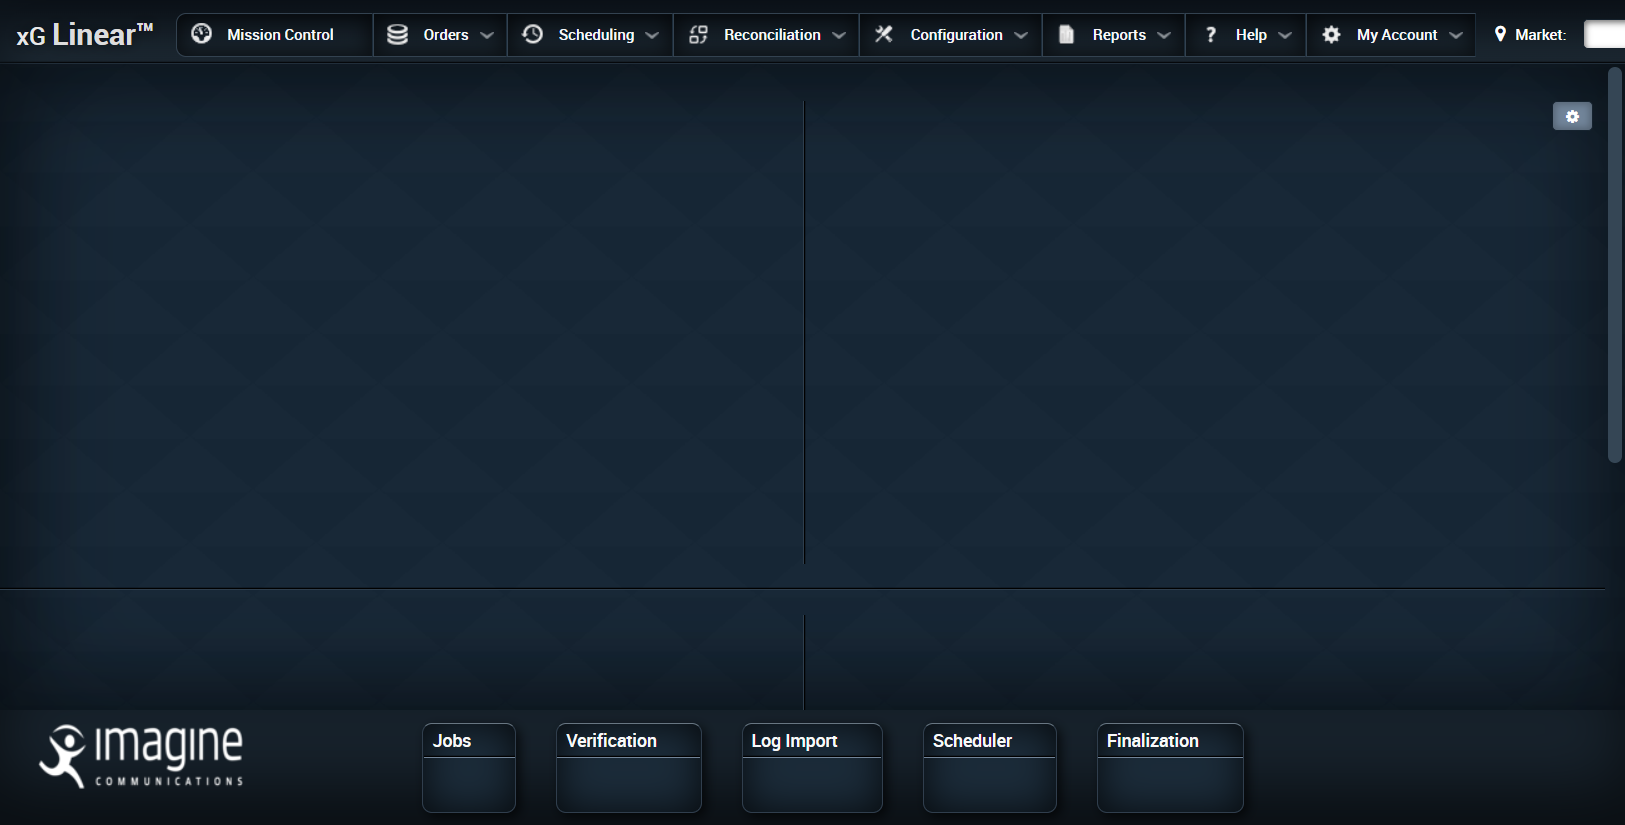 xG Linear™
Mission Control
Orders
Scheduling
Reconciliation
Configuration
Reports
Help
My Account
Market:
imagine
COMMUNICATIONS
Jobs
Verification
Log Import
Scheduler
Finalization